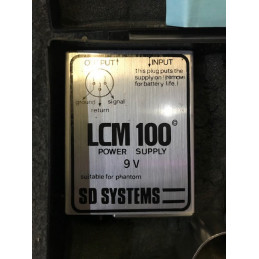 OUTPUT↑ ↓INPUT
This plug puts the
supply on (remove
for battery life.)
ground signal
return
LCM 100©
POWER SUPPLY
9 V
suitable for phantom
SD SYSTEMS